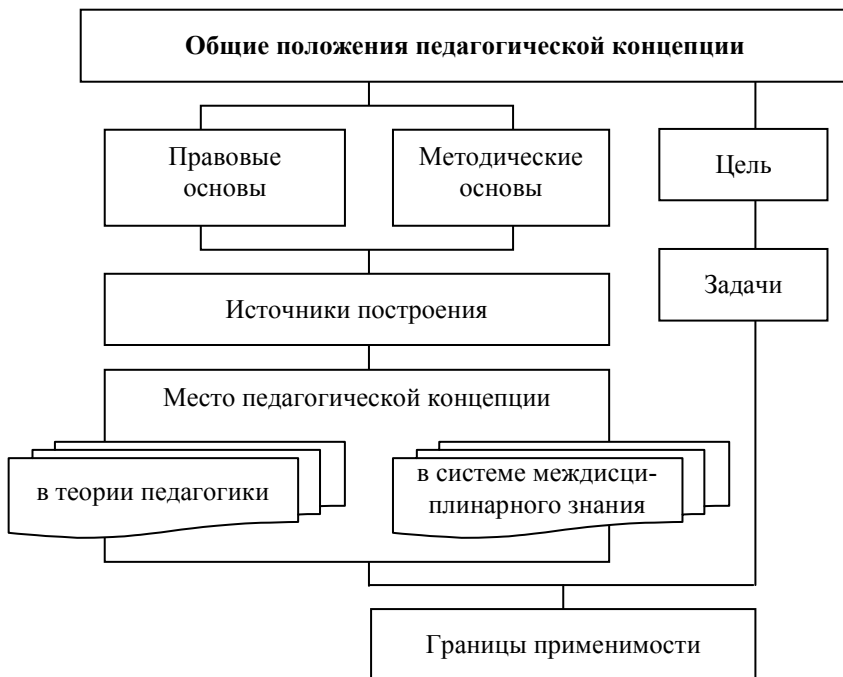 Общие положения педагогической концепции
Правовые
основы
Методические
основы
Цель
Источники построения
Задачи
Место педагогической концепции
в теории педагогики
в системе междисци-
плинарного знания
Границы применимости